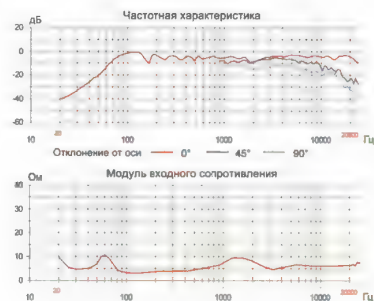 Частотная характеристика
дБ
20
0
-20
-40
-60
10 20 100 1000 10000 20000 Гц
Отклонение от оси 0° 45° 90°
Модуль входного сопротивления
Ом
40
30
20
10
0
10 20 100 1000 10000 20000 Гц